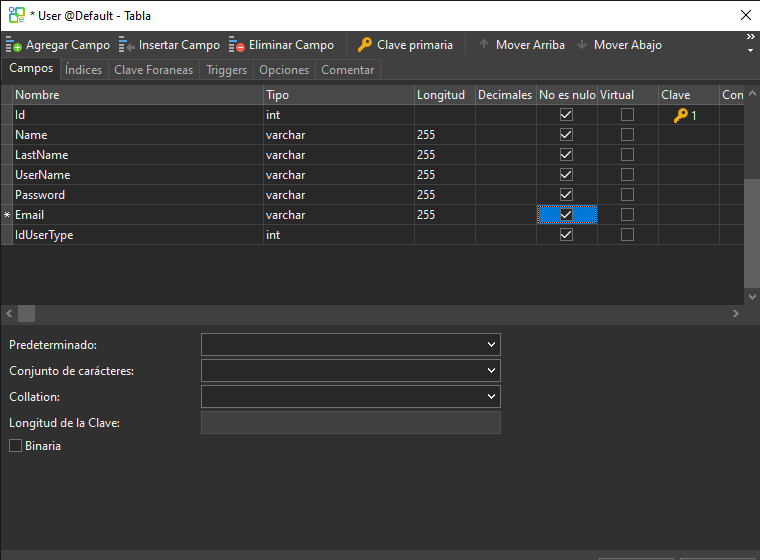 * User @Default - Tabla
Agregar Campo Insertar Campo Eliminar Campo Clave primaria Mover Arriba Mover Abajo
Campos Índices Clave Foraneas Triggers Opciones Comentar
Nombre Tipo Longitud Decimales No es nulo Virtual Clave Con
Id int 1
Name varchar 255
LastName varchar 255
UserName varchar 255
Password varchar 255
* Email varchar 255
IdUserType int
Predeterminado:
Conjunto de carácteres:
Collation:
Longitud de la Clave:
Binaria